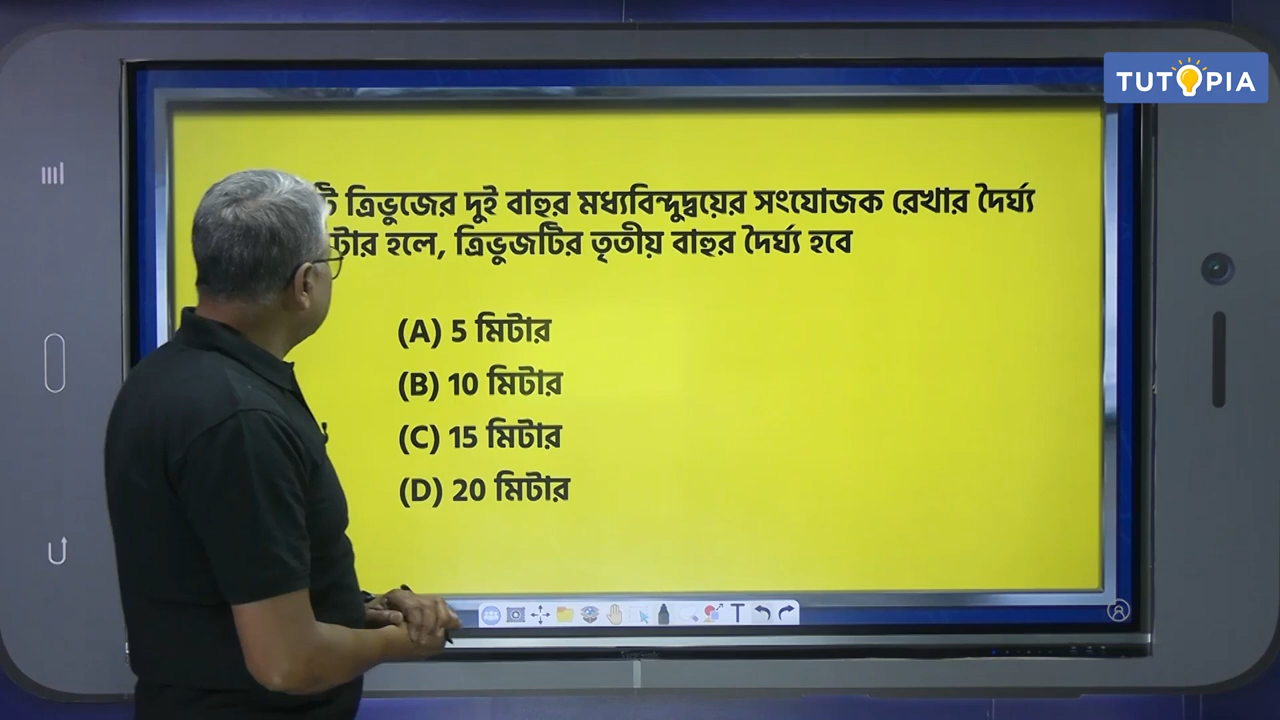 TUTOPIA
ত্রিভুজের দুই বাহুর মধ্যবিন্দুদ্বয়ের সংযোজক রেখার দৈর্ঘ্য
হলে, ত্রিভুজটির তৃতীয় বাহুর দৈর্ঘ্য হবে
(A) 5 মিটার
(B) 10 মিটার
(C) 15 মিটার
(D) 20 মিটার